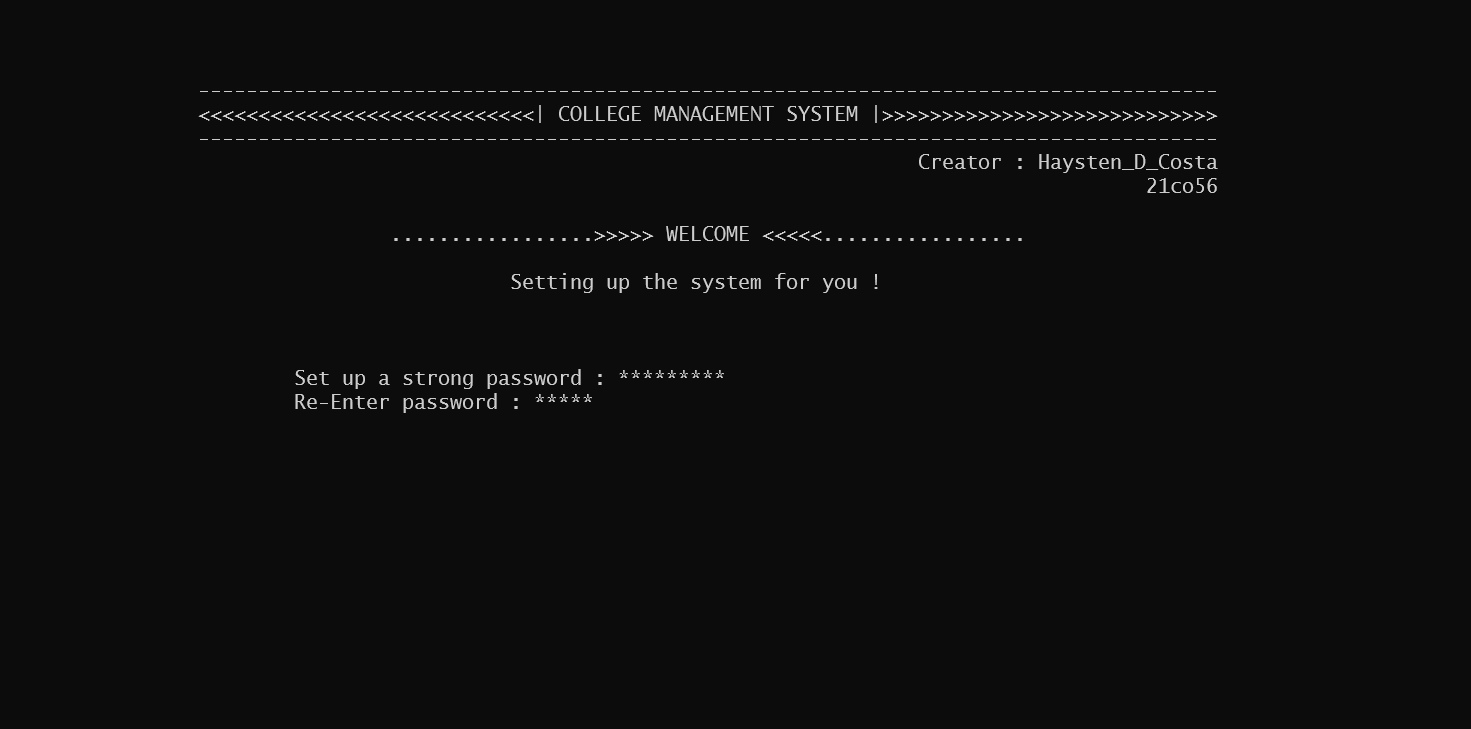 -------------------------------------------------------------------------------------
<<<<<<<<<<<<<<<<<<<<<<<<<<<<| COLLEGE MANAGEMENT SYSTEM |>>>>>>>>>>>>>>>>>>>>>>>>>>>>
-------------------------------------------------------------------------------------
Creator : Haysten_D_Costa
21co56
.................>>>>> WELCOME <<<<<.................
Setting up the system for you !
Set up a strong password : *********
Re-Enter password : *****